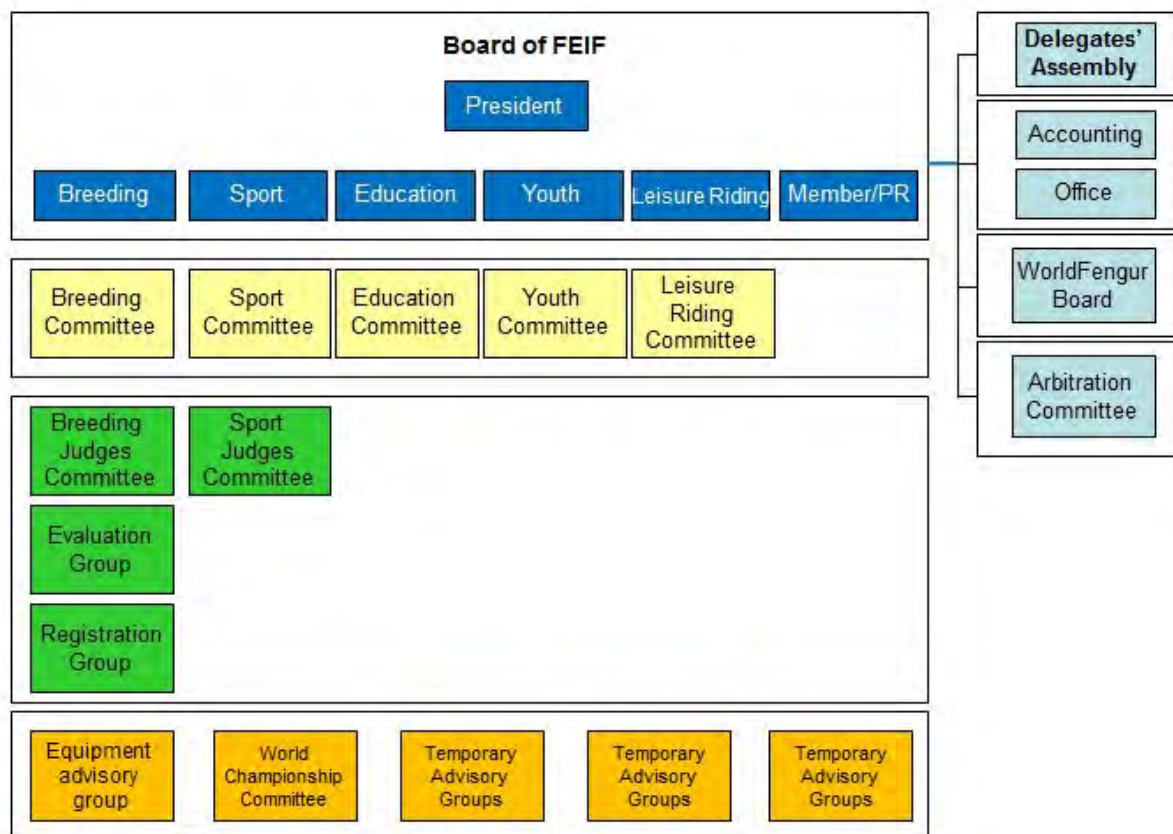 Board of FEIF
President
Breeding
Sport
Education
Youth
Leisure Riding
Member/PR
Breeding
Committee
Sport
Committee
Education
Committee
Youth
Committee
Leisure
Riding
Committee
Breeding
Judges
Committee
Sport
Judges
Committee
Evaluation
Group
Registration
Group
Equipment
advisory
group
World
Championship
Committee
Temporary
Advisory
Groups
Temporary
Advisory
Groups
Temporary
Advisory
Groups
Delegates'
Assembly
Accounting
Office
WorldFengur
Board
Arbitration
Committee